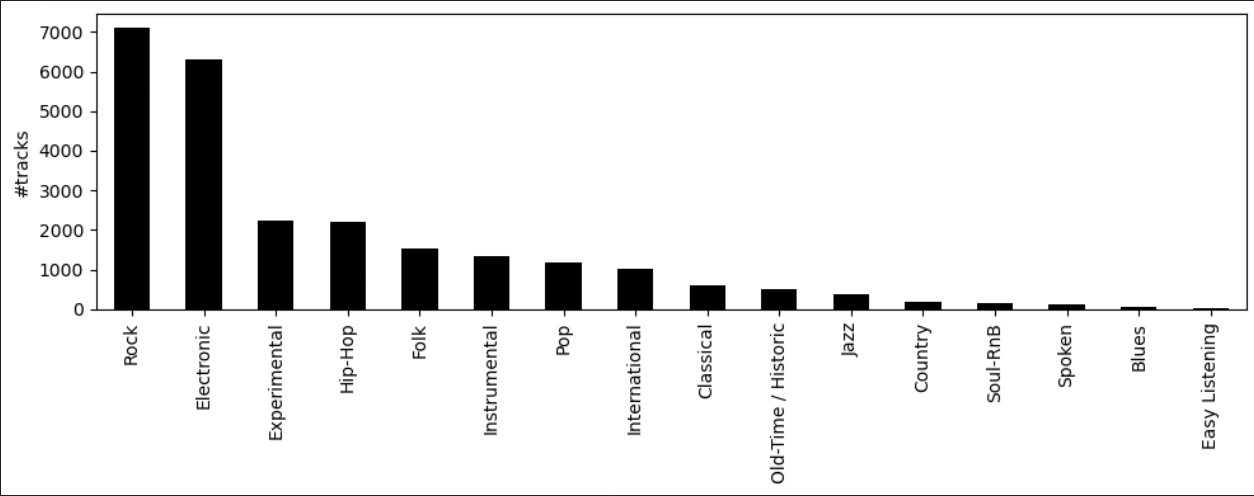 #tracks
7000
6000
5000
4000
3000
2000
1000
0
Rock
Electronic
Experimental
Hip-Hop
Folk
Instrumental
Pop
International
Classical
Old-Time / Historic
Jazz
Country
Soul-RnB
Spoken
Blues
Easy Listening